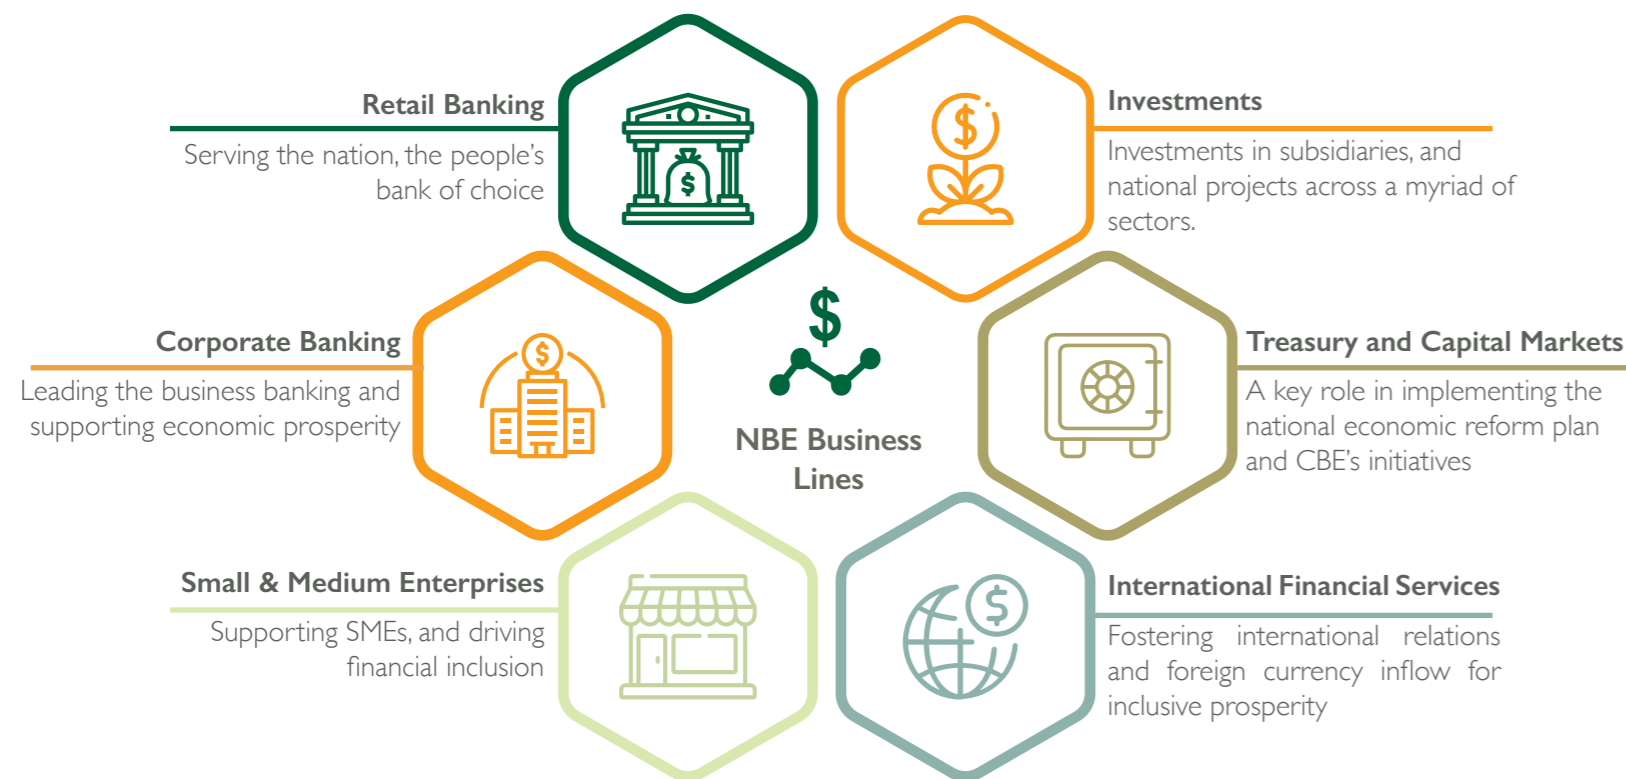 Retail Banking
Serving the nation, the people's
bank of choice
Investments
Investments in subsidiaries, and
national projects across a myriad of
sectors.
Corporate Banking
Leading the business banking and
supporting economic prosperity
$
NBE Business
Lines
Treasury and Capital Markets
A key role in implementing the
national economic reform plan
and CBE's initiatives
Small & Medium Enterprises
Supporting SMEs, and driving
financial inclusion
International Financial Services
Fostering international relations
and foreign currency inflow for
inclusive prosperity